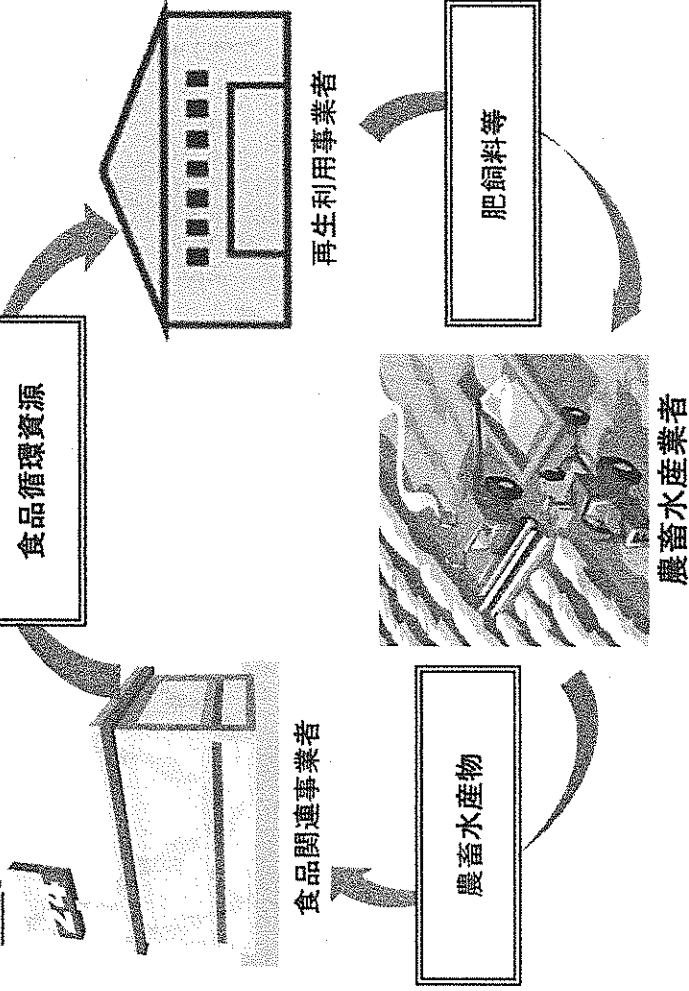 食品循環資源
再生利用事業者
肥飼料等
農畜水産業者
農畜水産物
食品関連事業者